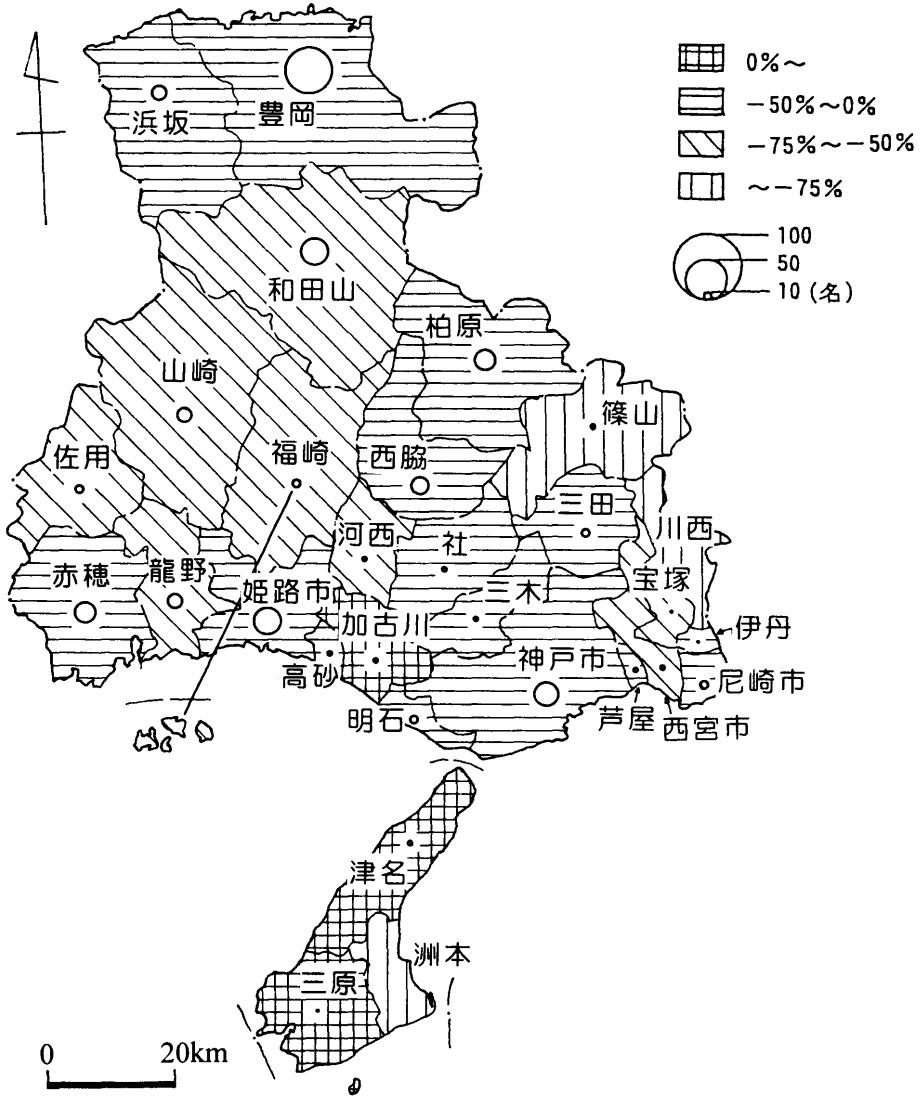 0%～
-50%～0%
-75%～-50%
～-75%
100
50
10 (名)
浜坂
豊岡
和田山
柏原
山崎
篠山
佐用
福崎
西脇
三田
川西
河西
社
赤穂
龍野
姫路市
三木
宝塚
加古川
伊丹
高砂
神戸市
尼崎市
明石
芦屋
西宮市
津名
洲本
三原
0 20km